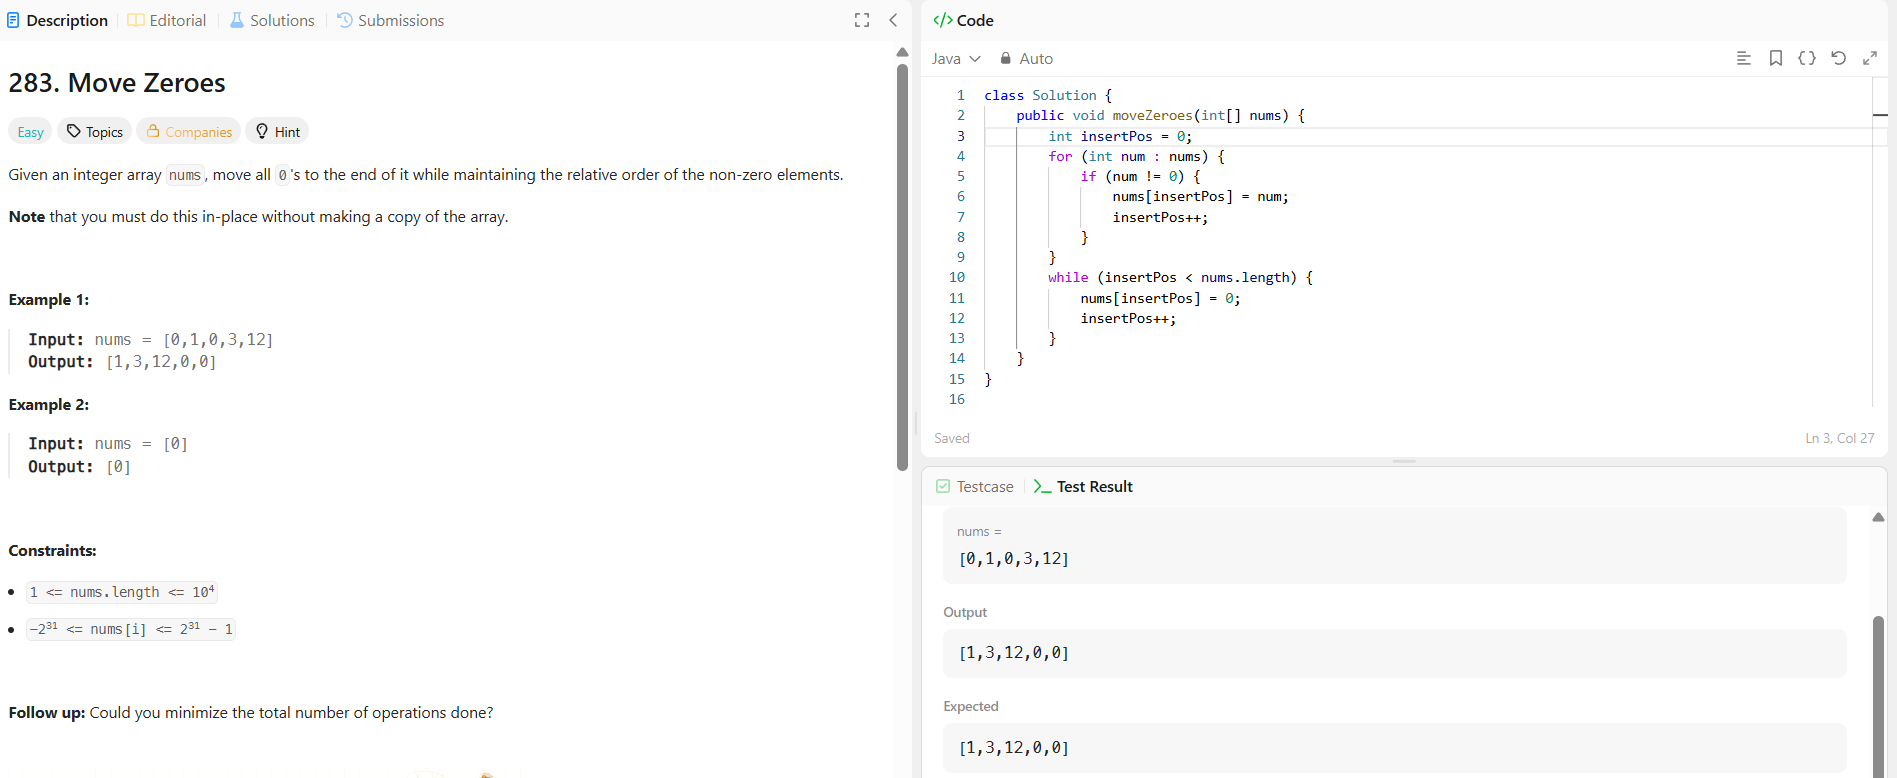 Description
Editorial
Solutions
Submissions
283. Move Zeroes
Easy
Topics
Companies
Hint
Given an integer array nums, move all 0's to the end of it while maintaining the relative order of the non-zero elements.
Note that you must do this in-place without making a copy of the array.
Example 1:
Input: nums = [0,1,0,3,12]
Output: [1,3,12,0,0]
Example 2:
Input: nums = [0]
Output: [0]
Constraints:
• 1 <= nums.length <= 10⁴
• -2³¹ <= nums[i] <= 2³¹ - 1
Follow up: Could you minimize the total number of operations done?
</> Code
Java
Auto
1 class Solution {
2     public void moveZeroes(int[] nums) {
3         int insertPos = 0;
4         for (int num : nums) {
5             if (num != 0) {
6                 nums[insertPos] = num;
7                 insertPos++;
8             }
9         }
10         while (insertPos < nums.length) {
11             nums[insertPos] = 0;
12             insertPos++;
13         }
14     }
15 }
16
Saved
Ln 3, Col 27
Testcase
Test Result
nums =
[0,1,0,3,12]
Output
[1,3,12,0,0]
Expected
[1,3,12,0,0]